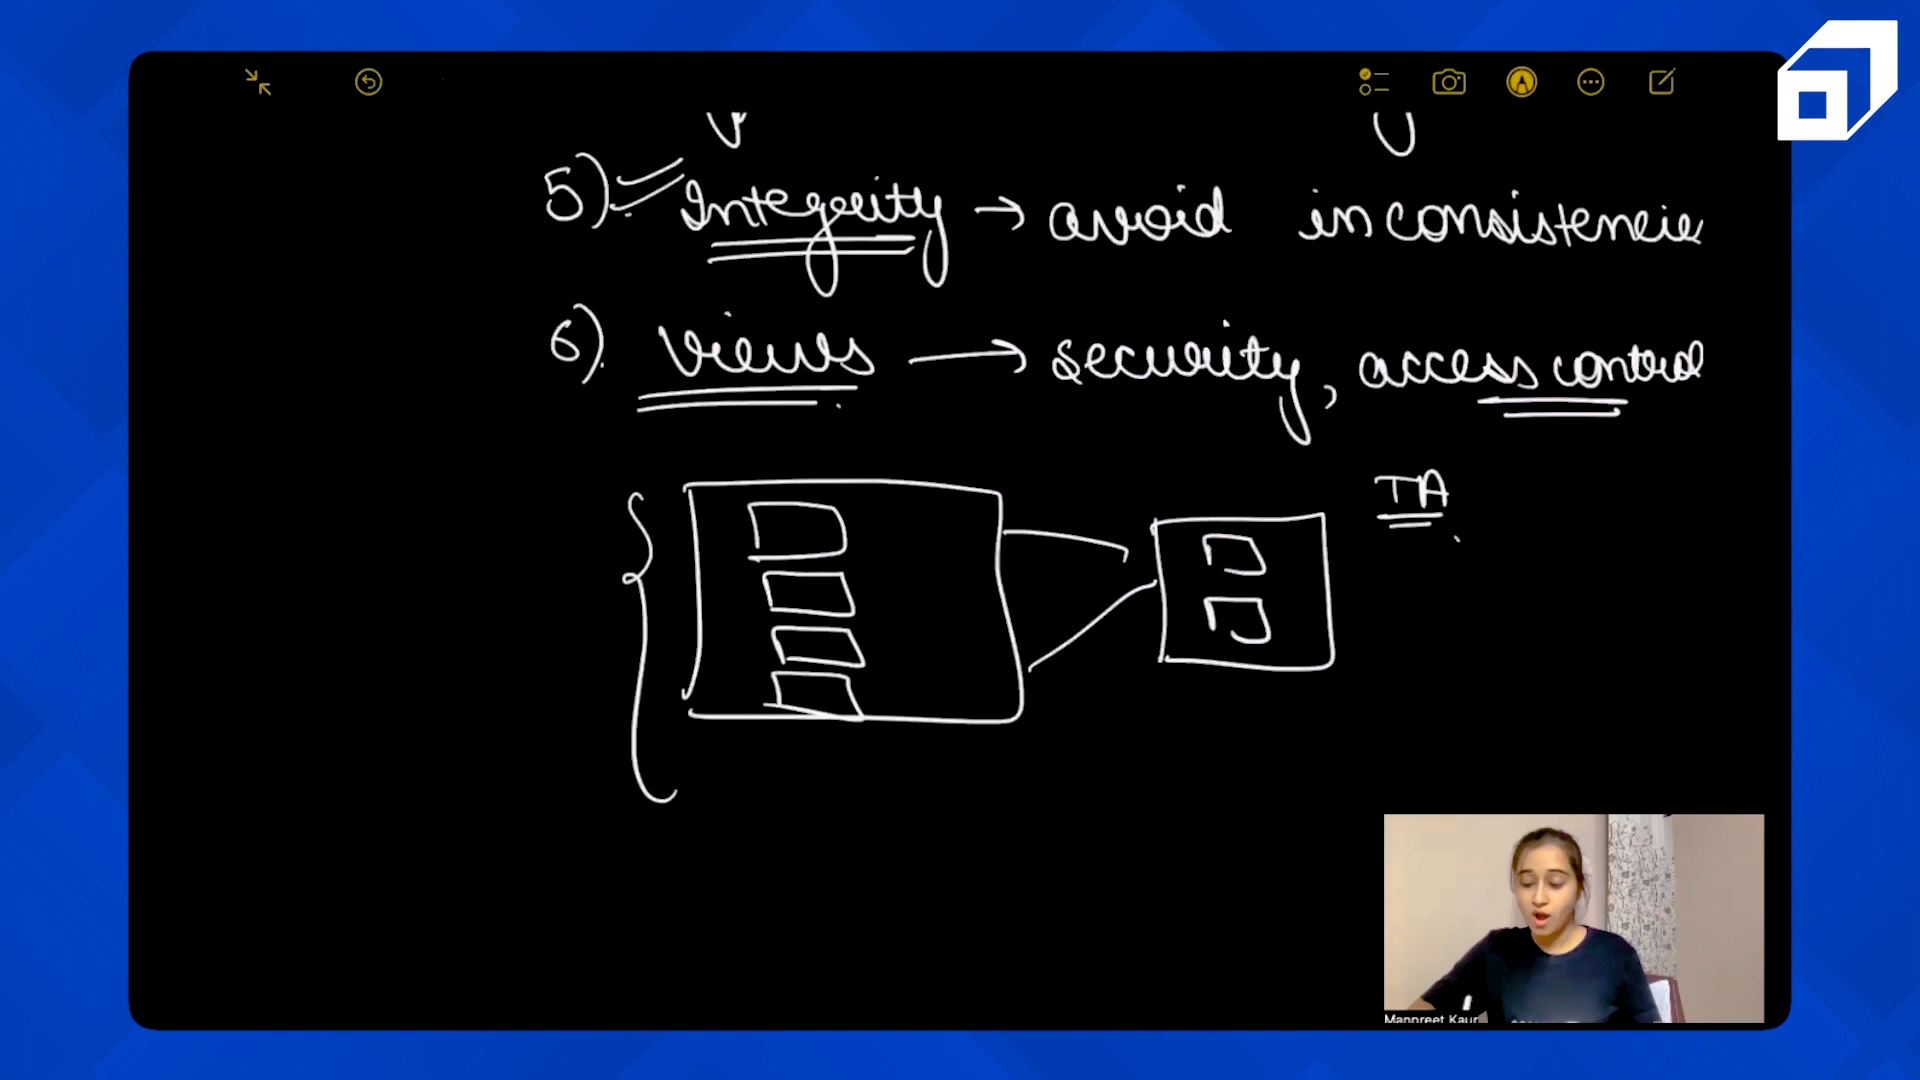 5) Integrity → avoid inconsistencie
6) Views → security, access control
TA
Manpreet Kaur